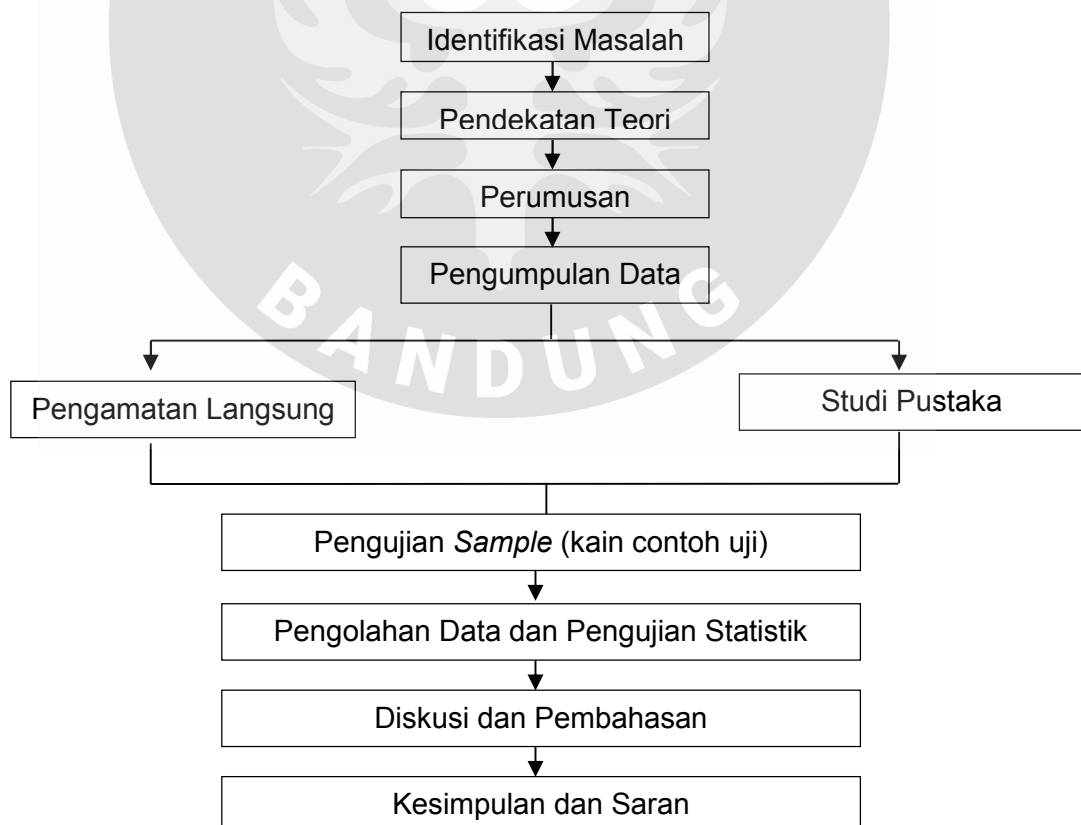 Identifikasi Masalah
Pendekatan Teori
Perumusan
Pengumpulan Data
BANDUNG
Pengamatan Langsung
Studi Pustaka
Pengujian Sample (kain contoh uji)
Pengolahan Data dan Pengujian Statistik
Diskusi dan Pembahasan
Kesimpulan dan Saran